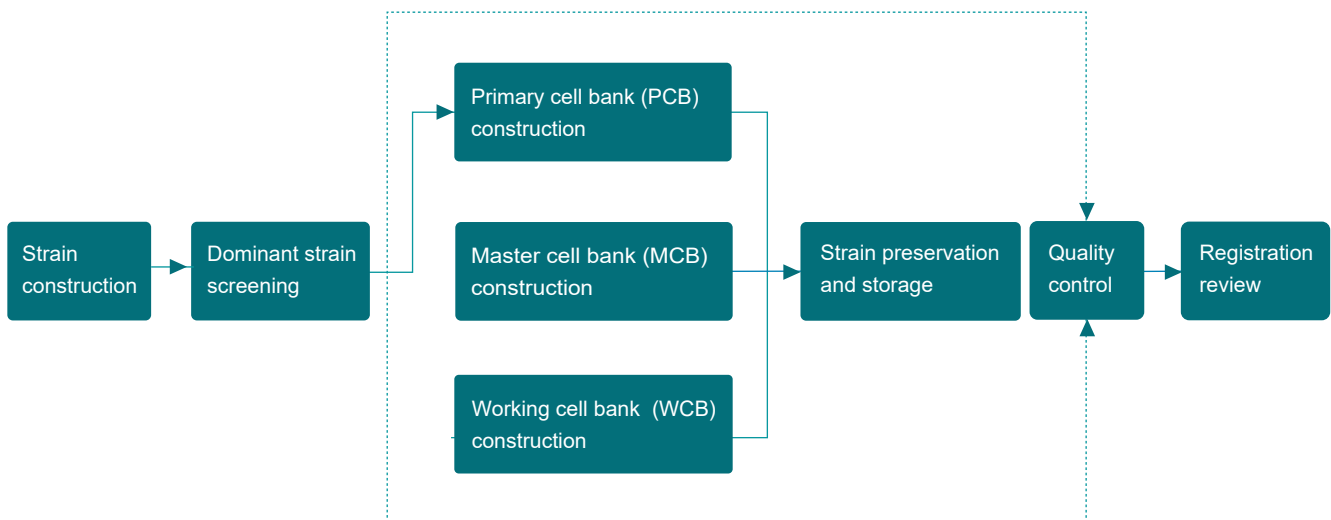 Primary cell bank (PCB)
construction
Strain
construction
Dominant strain
screening
Master cell bank (MCB)
construction
Strain preservation
and storage
Quality
control
Registration
review
Working cell bank  (WCB)
construction